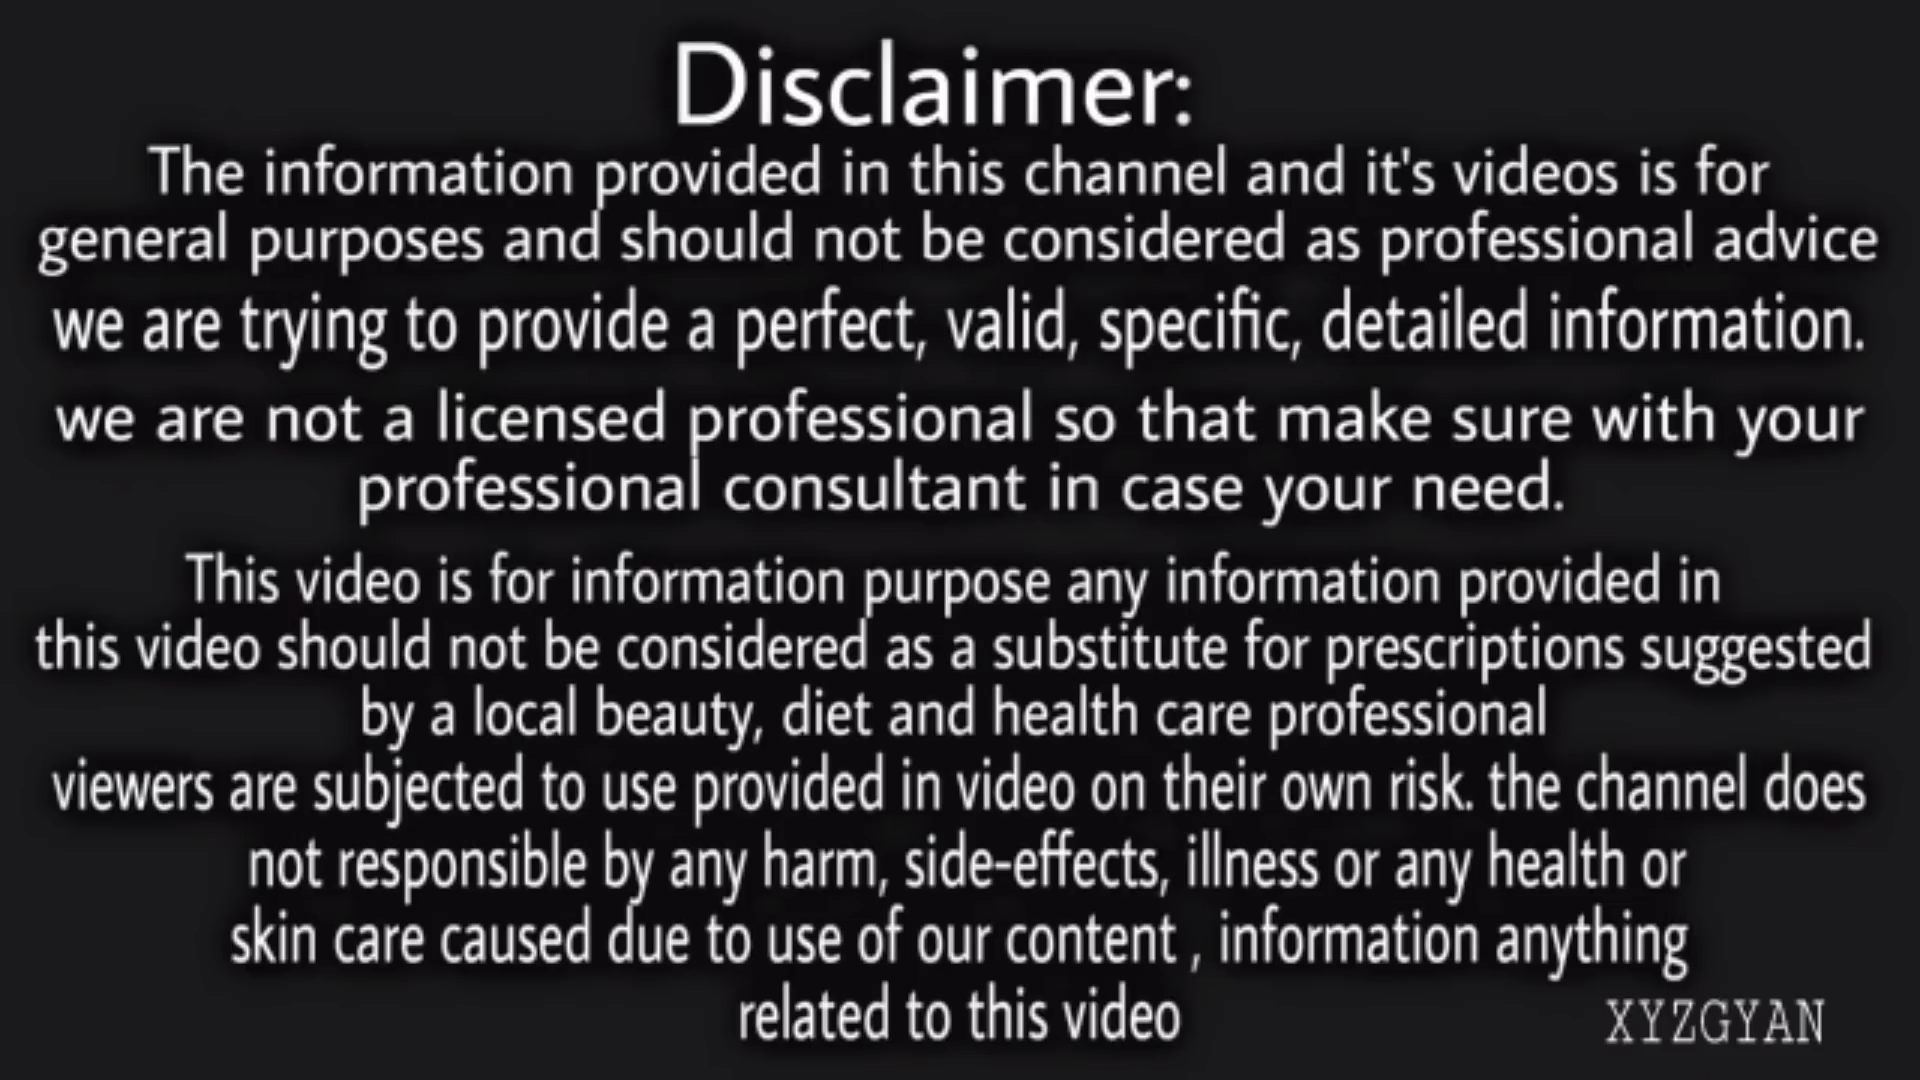 Disclaimer:
The information provided in this channel and it's videos is for
general purposes and should not be considered as professional advice
we are trying to provide a perfect, valid, specific, detailed information.
we are not a licensed professional so that make sure with your
professional consultant in case your need.
This video is for information purpose any information provided in
this video should not be considered as a substitute for prescriptions suggested
by a local beauty, diet and health care professional
viewers are subjected to use provided in video on their own risk. the channel does
not responsible by any harm, side-effects, illness or any health or
skin care caused due to use of our content , information anything
related to this video
XYZGYAN